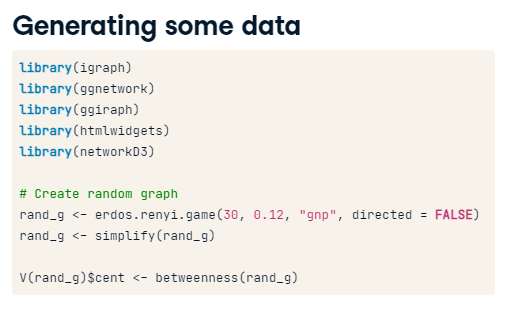 Generating some data
library(igraph)
library(ggnetwork)
library(ggiraph)
library(htmlwidgets)
library(networkD3)
# Create random graph
rand_g <- erdos.renyi.game(30, 0.12, "gnp", directed = FALSE)
rand_g <- simplify(rand_g)
V(rand_g)$cent <- betweenness(rand_g)